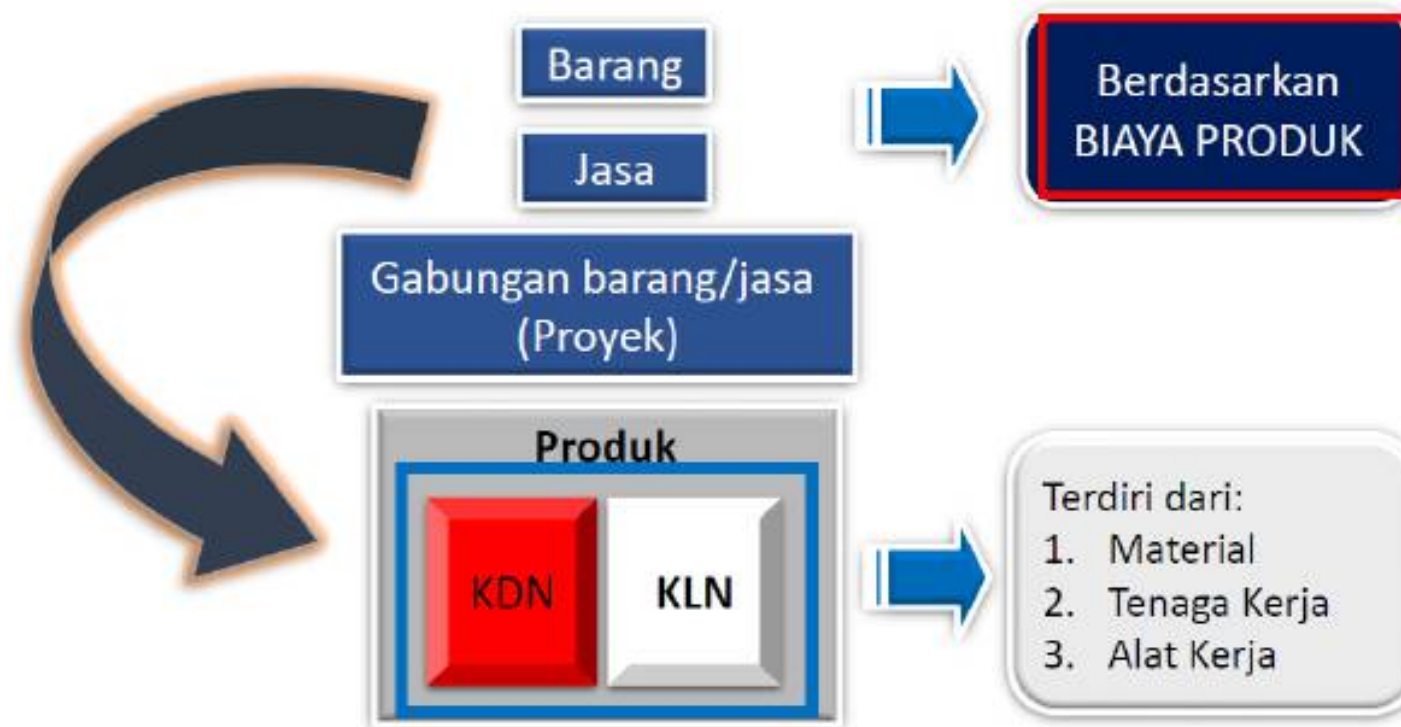 Barang
Jasa
Gabungan barang/jasa
(Proyek)
Berdasarkan
BIAYA PRODUK
Produk
KDN
KLN
Terdiri dari:
1. Material
2. Tenaga Kerja
3. Alat Kerja